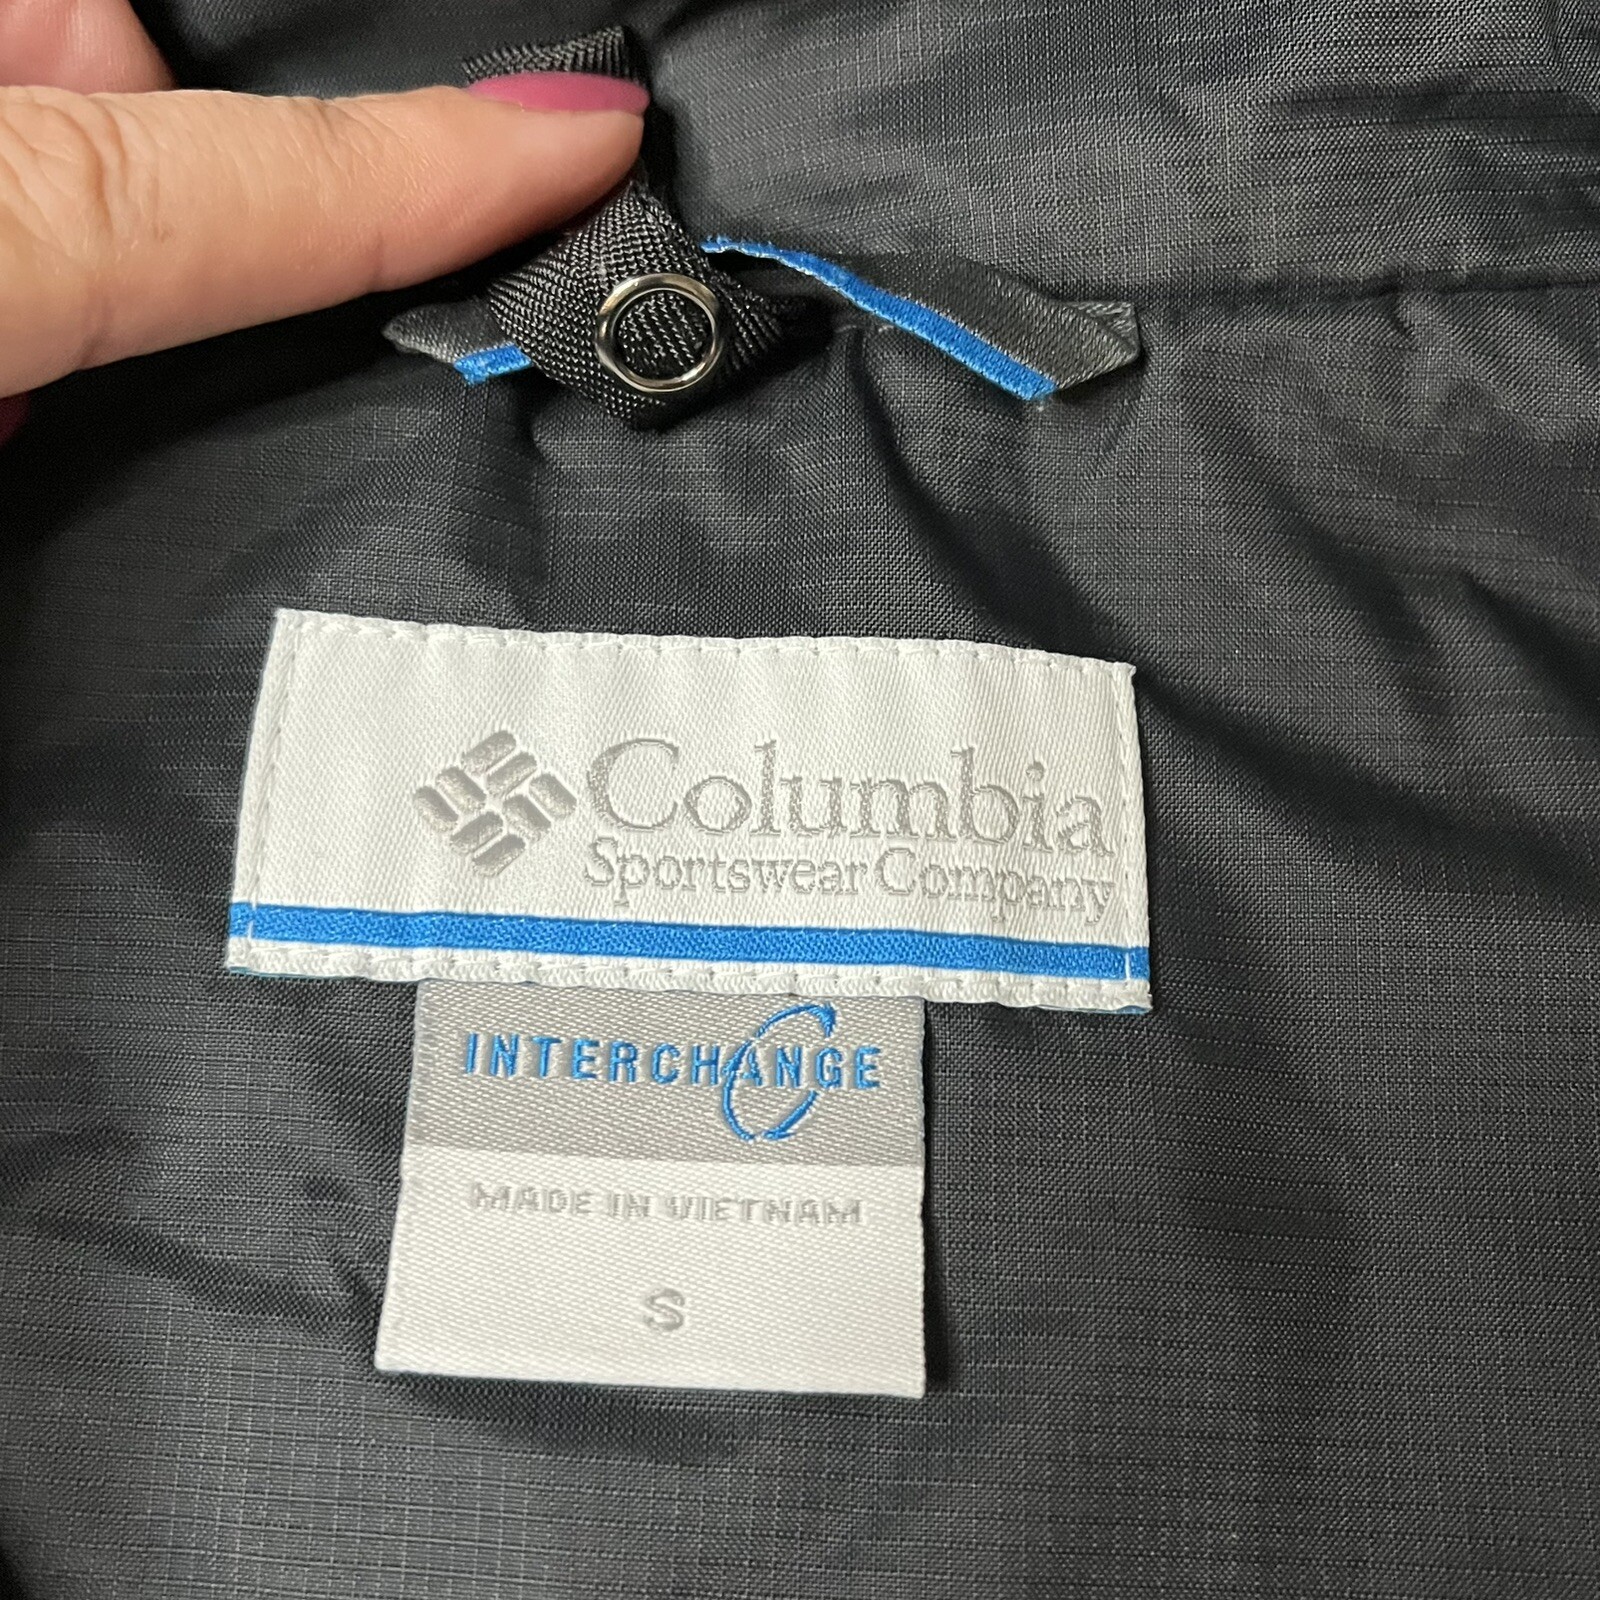 Columbia
Sportswear Company
INTERCHANGE
MADE IN VIETNAM
S